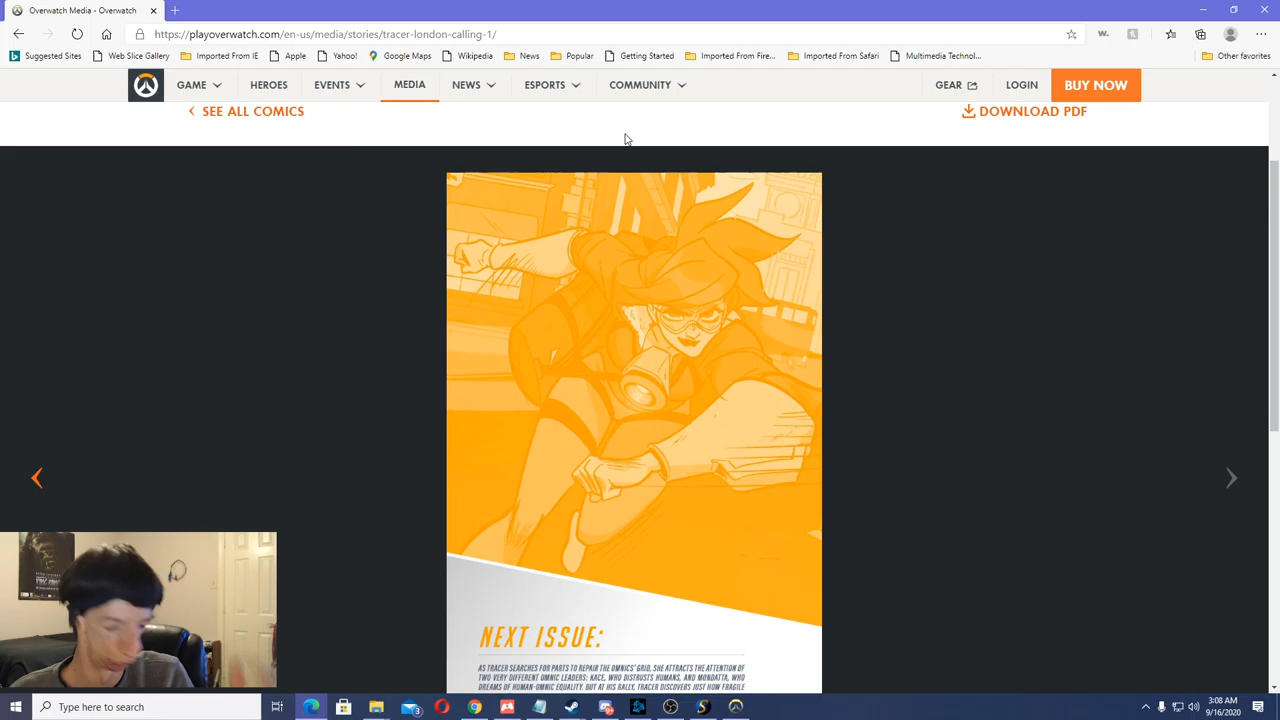 Overwatch Media - Overwatch
https://playoverwatch.com/en-us/media/stories/tracer-london-calling-1/
Suggested Sites
Web Slice Gallery
Imported From IE
Apple
Yahoo!
Google Maps
Wikipedia
News
Popular
Getting Started
Imported From Fire...
Imported From Safari
Multimedia Technol...
Other favorites
GAME
HEROES
EVENTS
MEDIA
NEWS
ESPORTS
COMMUNITY
GEAR
LOGIN
BUY NOW
SEE ALL COMICS
DOWNLOAD PDF
NEXT ISSUE:
AS TRACER SEARCHES FOR PARTS TO REPAIR THE OMNICS' GRID, SHE ATTRACTS THE ATTENTION OF
TWO VERY DIFFERENT OMNIC LEADERS: KACE, WHO DISTRUSTS HUMANS, AND MONDATTA, WHO
DREAMS OF HUMAN-OMNIC EQUALITY. BUT AT HIS RALLY, TRACER DISCOVERS JUST HOW FRAGILE
Type here to search
3
3:08 AM
9/16/2020